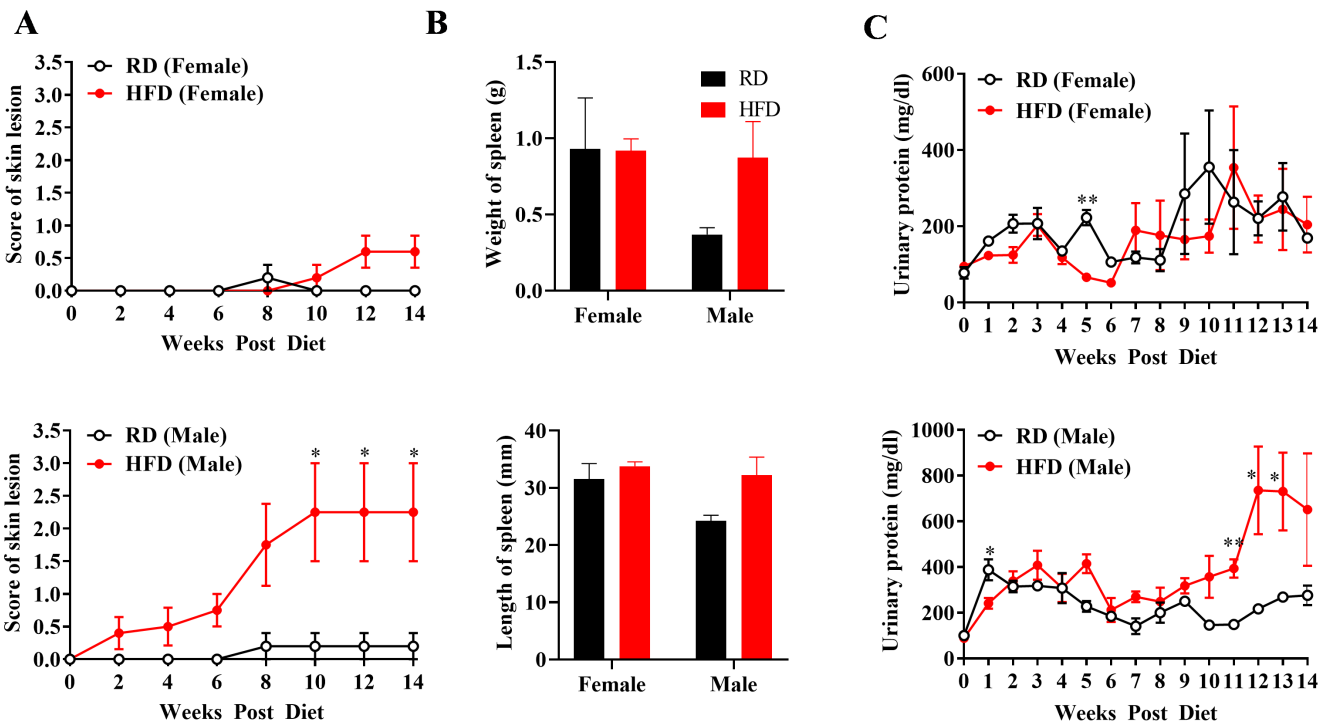 A
Score of skin lesion
3.5
3.0
2.5
2.0
1.5
1.0
0.5
0.0
RD (Female)
HFD (Female)
0 2 4 6 8 10 12 14
Weeks Post Diet
B
Weight of spleen (g)
1.5
1.0
0.5
0.0
RD
HFD
Female Male
C
Urinary protein (mg/dl)
600
400
200
0
RD (Female)
HFD (Female)
**
0 1 2 3 4 5 6 7 8 9 10 11 12 13 14
Weeks Post Diet
Score of skin lesion
3.5
3.0
2.5
2.0
1.5
1.0
0.5
0.0
RD (Male)
HFD (Male)
* * *
0 2 4 6 8 10 12 14
Weeks Post Diet
Length of spleen (mm)
40
30
20
10
0
Female Male
Urinary protein (mg/dl)
1000
800
600
400
200
0
RD (Male)
HFD (Male)
* ** * *
0 1 2 3 4 5 6 7 8 9 10 11 12 13 14
Weeks Post Diet